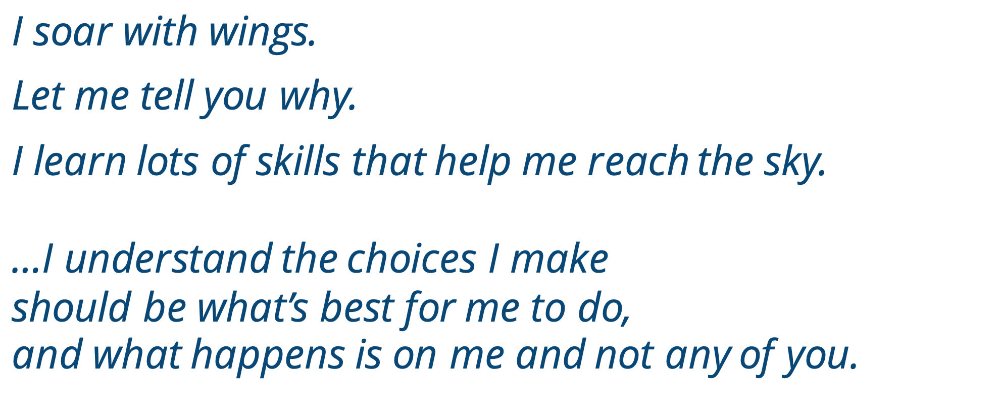 I soar with wings.
Let me tell you why.
I learn lots of skills that help me reach the sky.
...I understand the choices I make
should be what’s best for me to do,
and what happens is on me and not any of you.